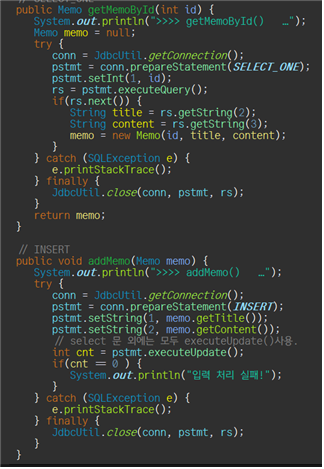 // SELECT_ONE
public Memo getMemoById(int id) {
System.out.println(">>>> getMemoById()   …");
Memo memo = null;
try {
conn = JdbcUtil.getConnection();
pstmt = conn.prepareStatement(SELECT_ONE);
pstmt.setInt(1, id);
rs = pstmt.executeQuery();
if(rs.next()) {
String title = rs.getString(2);
String content = rs.getString(3);
memo = new Memo(id, title, content);
}
} catch (SQLException e) {
e.printStackTrace();
} finally {
JdbcUtil.close(conn, pstmt, rs);
}
return memo;
}
// INSERT
public void addMemo(Memo memo) {
System.out.println(">>>> addMemo()   …");
try {
conn = JdbcUtil.getConnection();
pstmt = conn.prepareStatement(INSERT);
pstmt.setString(1, memo.getTitle());
pstmt.setString(2, memo.getContent());
// select 문 외에는 모두 executeUpdate()사용.
int cnt = pstmt.executeUpdate();
if(cnt == 0 ) {
System.out.println("입력 처리 실패!");
}
} catch (SQLException e) {
e.printStackTrace();
} finally {
JdbcUtil.close(conn, pstmt, rs);
}
}